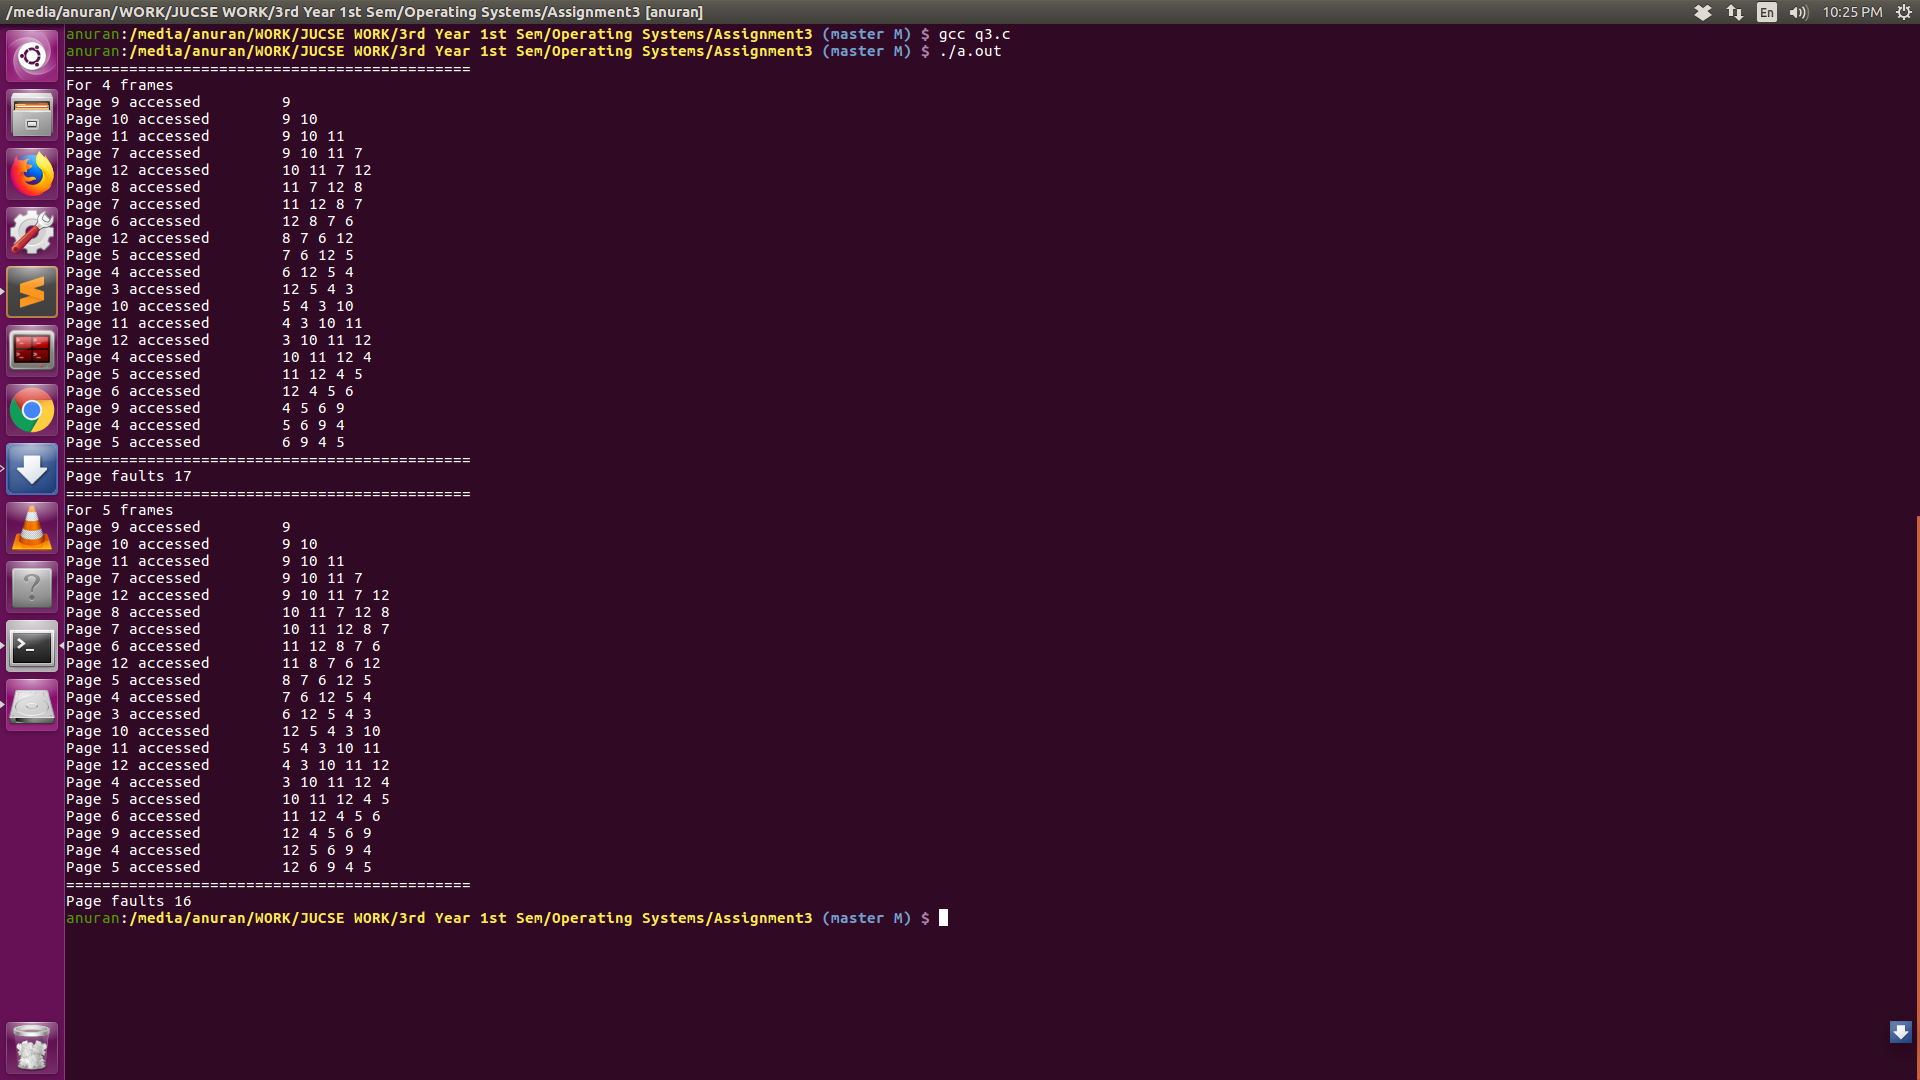 /media/anuran/WORK/JUCSE WORK/3rd Year 1st Sem/Operating Systems/Assignment3 [anuran]
En
10:25 PM
anuran:/media/anuran/WORK/JUCSE WORK/3rd Year 1st Sem/Operating Systems/Assignment3 (master M) $ gcc q3.c
anuran:/media/anuran/WORK/JUCSE WORK/3rd Year 1st Sem/Operating Systems/Assignment3 (master M) $ ./a.out
=============================================
For 4 frames
Page 9 accessed 9
Page 10 accessed 9 10
Page 11 accessed 9 10 11
Page 7 accessed 9 10 11 7
Page 12 accessed 10 11 7 12
Page 8 accessed 11 7 12 8
Page 7 accessed 11 12 8 7
Page 6 accessed 12 8 7 6
Page 12 accessed 8 7 6 12
Page 5 accessed 7 6 12 5
Page 4 accessed 6 12 5 4
Page 3 accessed 12 5 4 3
Page 10 accessed 5 4 3 10
Page 11 accessed 4 3 10 11
Page 12 accessed 3 10 11 12
Page 4 accessed 10 11 12 4
Page 5 accessed 11 12 4 5
Page 6 accessed 12 4 5 6
Page 9 accessed 4 5 6 9
Page 4 accessed 5 6 9 4
Page 5 accessed 6 9 4 5
=============================================
Page faults 17
=============================================
For 5 frames
Page 9 accessed 9
Page 10 accessed 9 10
Page 11 accessed 9 10 11
Page 7 accessed 9 10 11 7
Page 12 accessed 9 10 11 7 12
Page 8 accessed 10 11 7 12 8
Page 7 accessed 10 11 12 8 7
Page 6 accessed 11 12 8 7 6
Page 12 accessed 11 8 7 6 12
Page 5 accessed 8 7 6 12 5
Page 4 accessed 7 6 12 5 4
Page 3 accessed 6 12 5 4 3
Page 10 accessed 12 5 4 3 10
Page 11 accessed 5 4 3 10 11
Page 12 accessed 4 3 10 11 12
Page 4 accessed 3 10 11 12 4
Page 5 accessed 10 11 12 4 5
Page 6 accessed 11 12 4 5 6
Page 9 accessed 12 4 5 6 9
Page 4 accessed 12 5 6 9 4
Page 5 accessed 12 6 9 4 5
=============================================
Page faults 16
anuran:/media/anuran/WORK/JUCSE WORK/3rd Year 1st Sem/Operating Systems/Assignment3 (master M) $